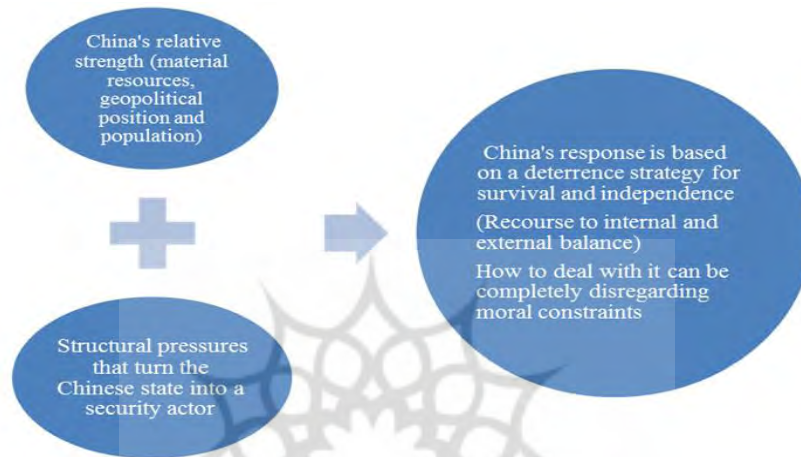 China's relative
strength (material
resources,
geopolitical
position and
population)
Structural pressures
that turn the
Chinese state into a
security actor
China's response is based
on a deterrence strategy for
survival and independence
(Recourse to internal and
external balance)
How to deal with it can be
completely disregarding
moral constraints